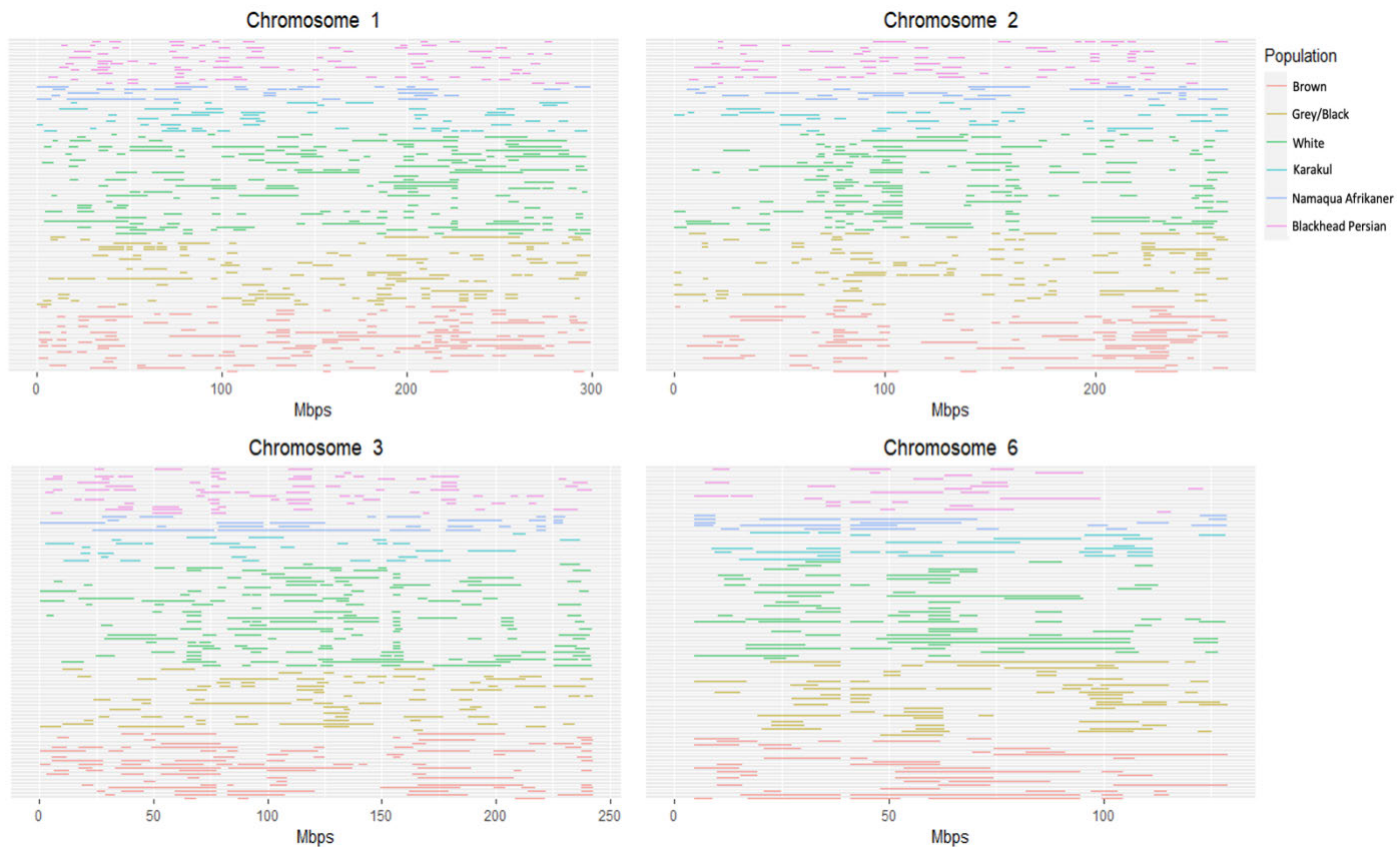 Chromosome 1
Chromosome 2
0 100 200 300
Mbps
0 100 200
Mbps
Population
Brown
Grey/Black
White
Karakul
Namaqua Afrikaner
Blackhead Persian
Chromosome 3
Chromosome 6
0 50 100 150 200 250
Mbps
0 50 100
Mbps